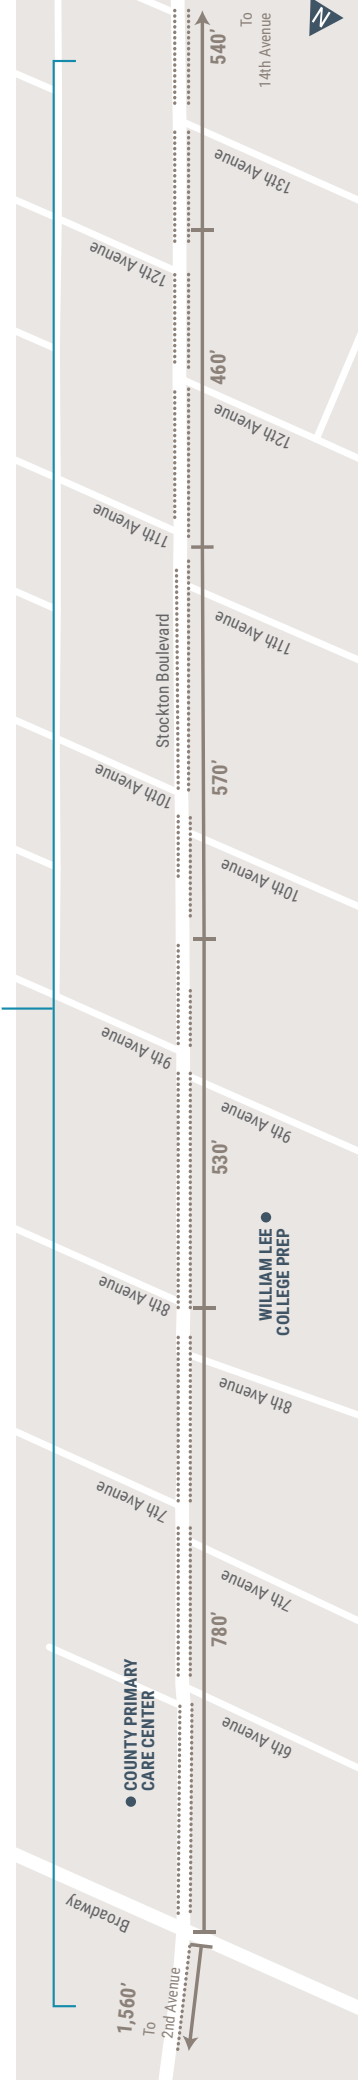 N
540′
To
14th Avenue
13th Avenue
12th Avenue
460′
12th Avenue
11th Avenue
11th Avenue
Stockton Boulevard
570′
10th Avenue
10th Avenue
9th Avenue
9th Avenue
530′
WILLIAM LEE
COLLEGE PREP
8th Avenue
8th Avenue
7th Avenue
7th Avenue
780′
COUNTY PRIMARY
CARE CENTER
6th Avenue
Broadway
1,560′
To
2nd Avenue